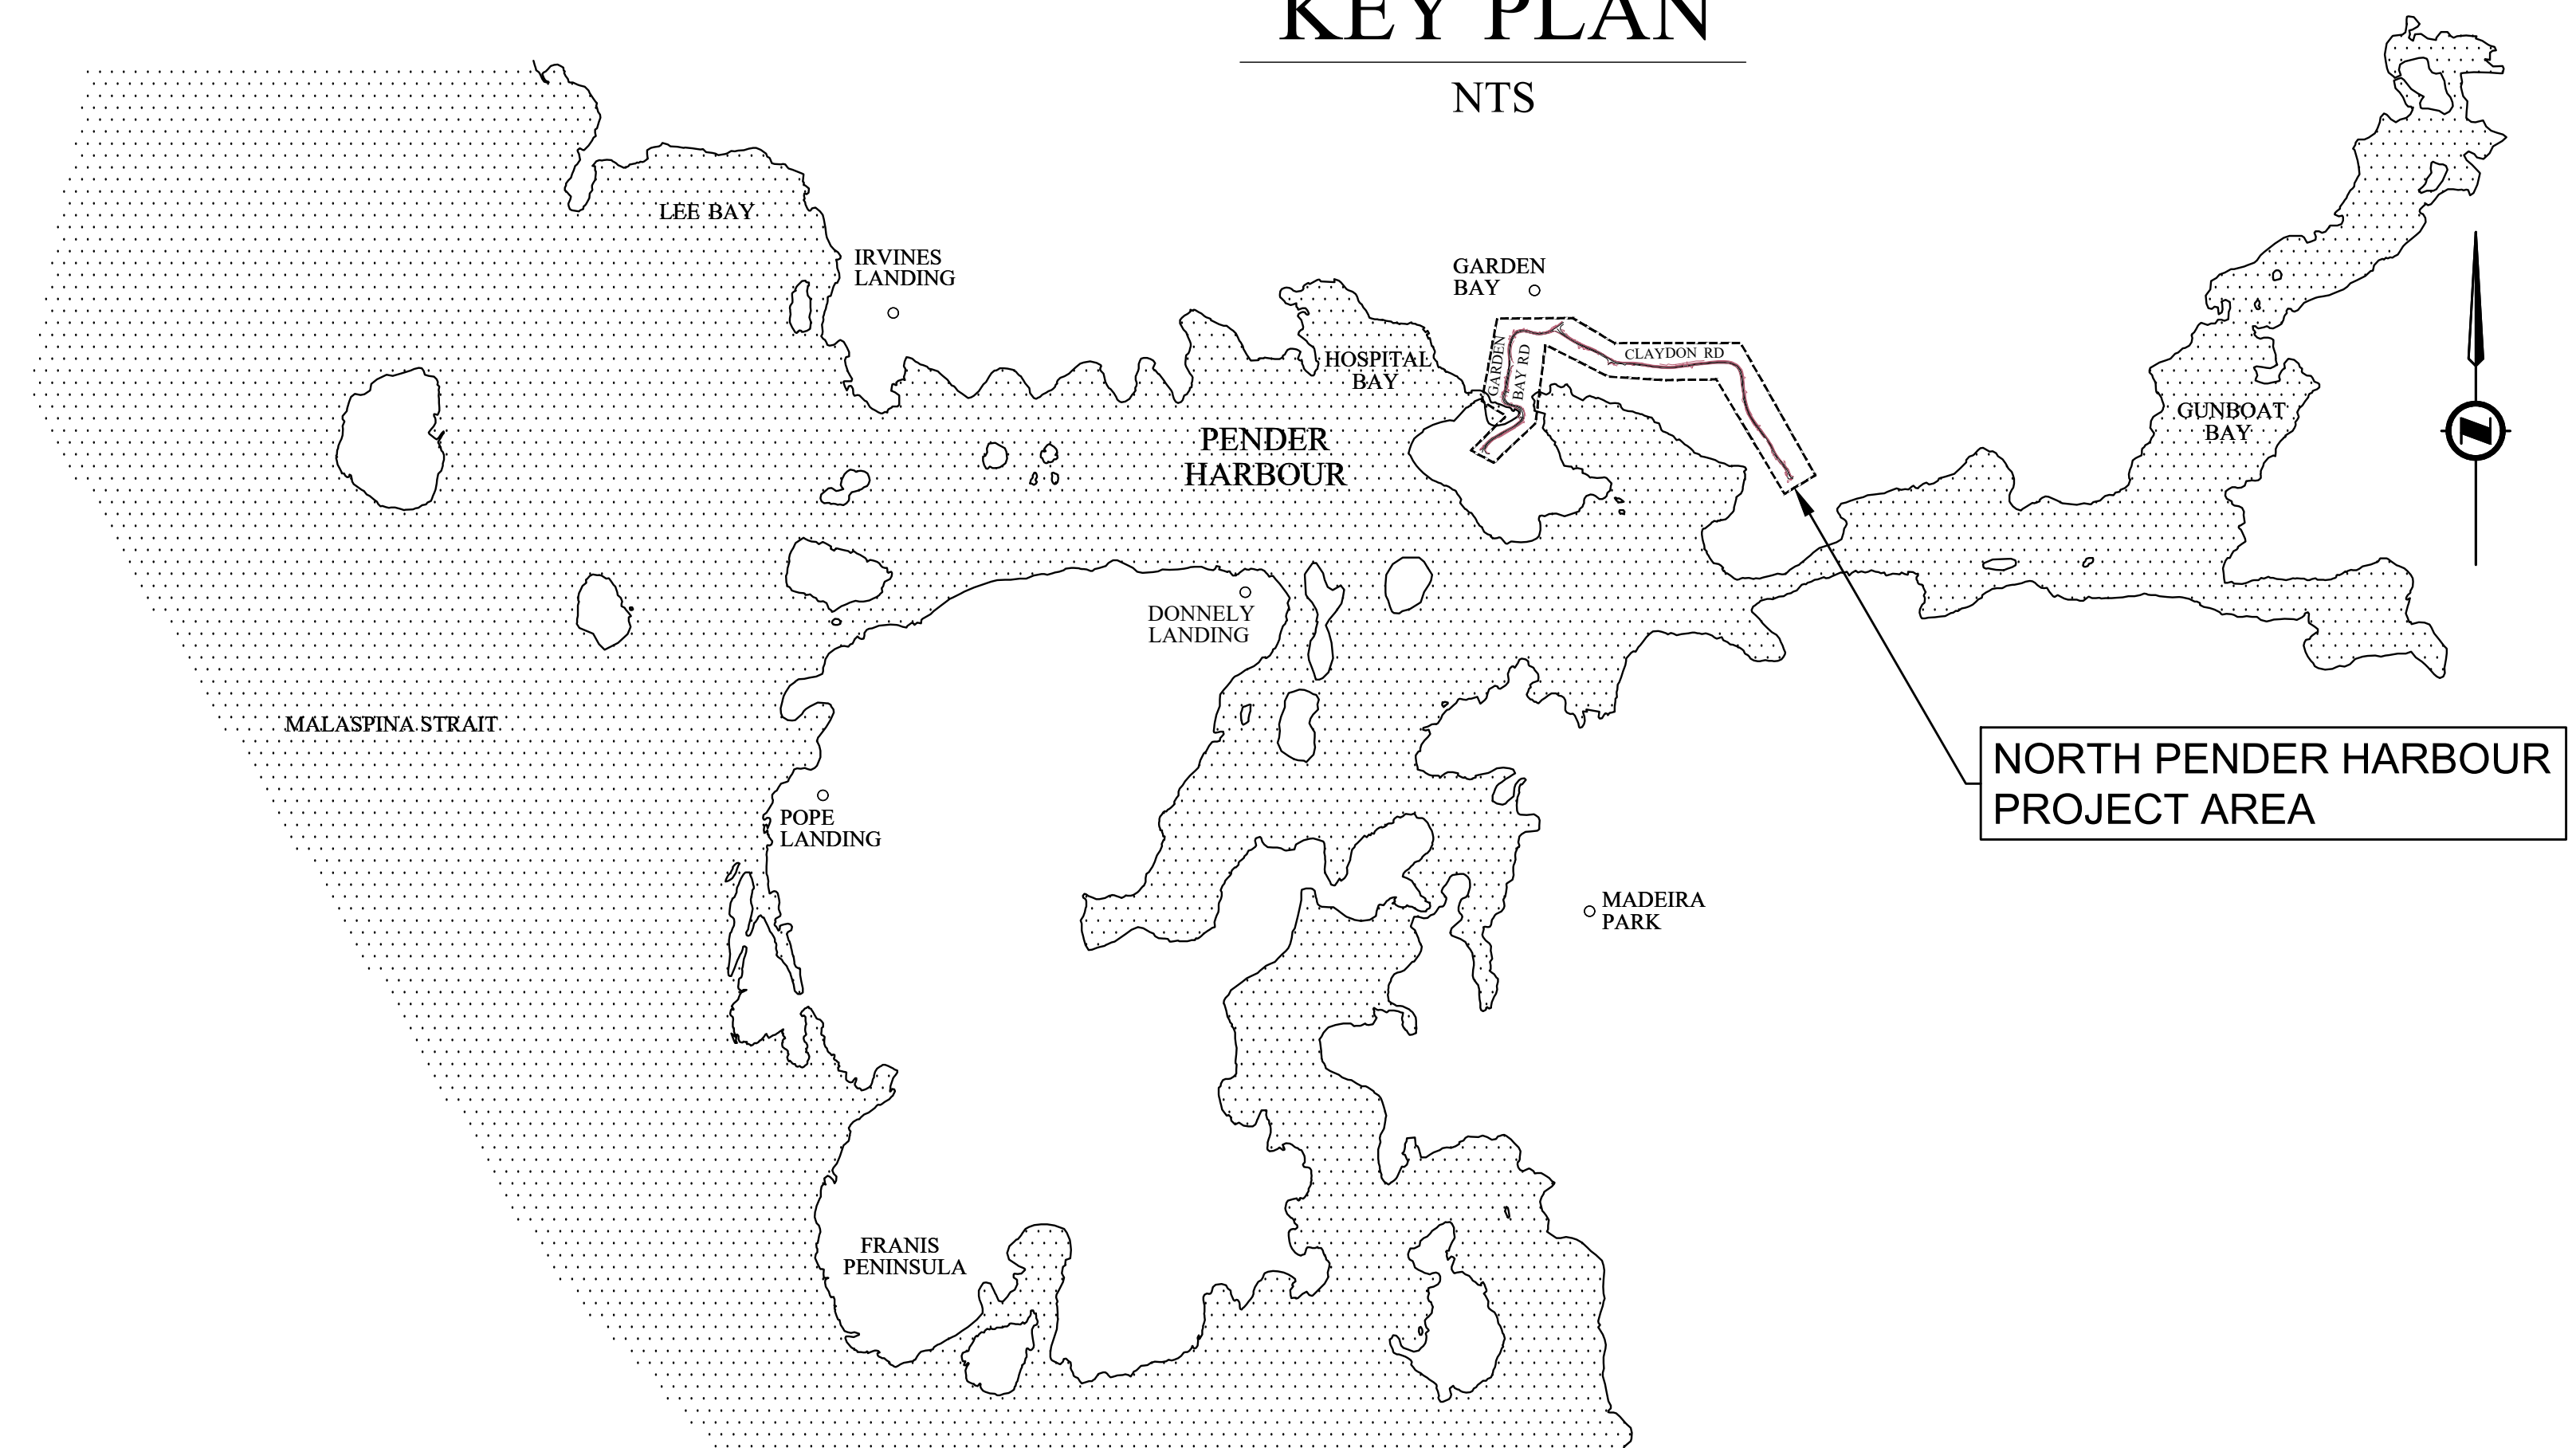 KEY PLAN
NTS
LEE BAY
IRVINES
LANDING
GARDEN
BAY
HOSPITAL
BAY
GARDEN
BAY RD
CLAYDON RD
PENDER
HARBOUR
GUNBOAT
BAY
N
DONNELY
LANDING
MALASPINA STRAIT
NORTH PENDER HARBOUR
PROJECT AREA
POPE
LANDING
MADEIRA
PARK
FRANIS
PENINSULA